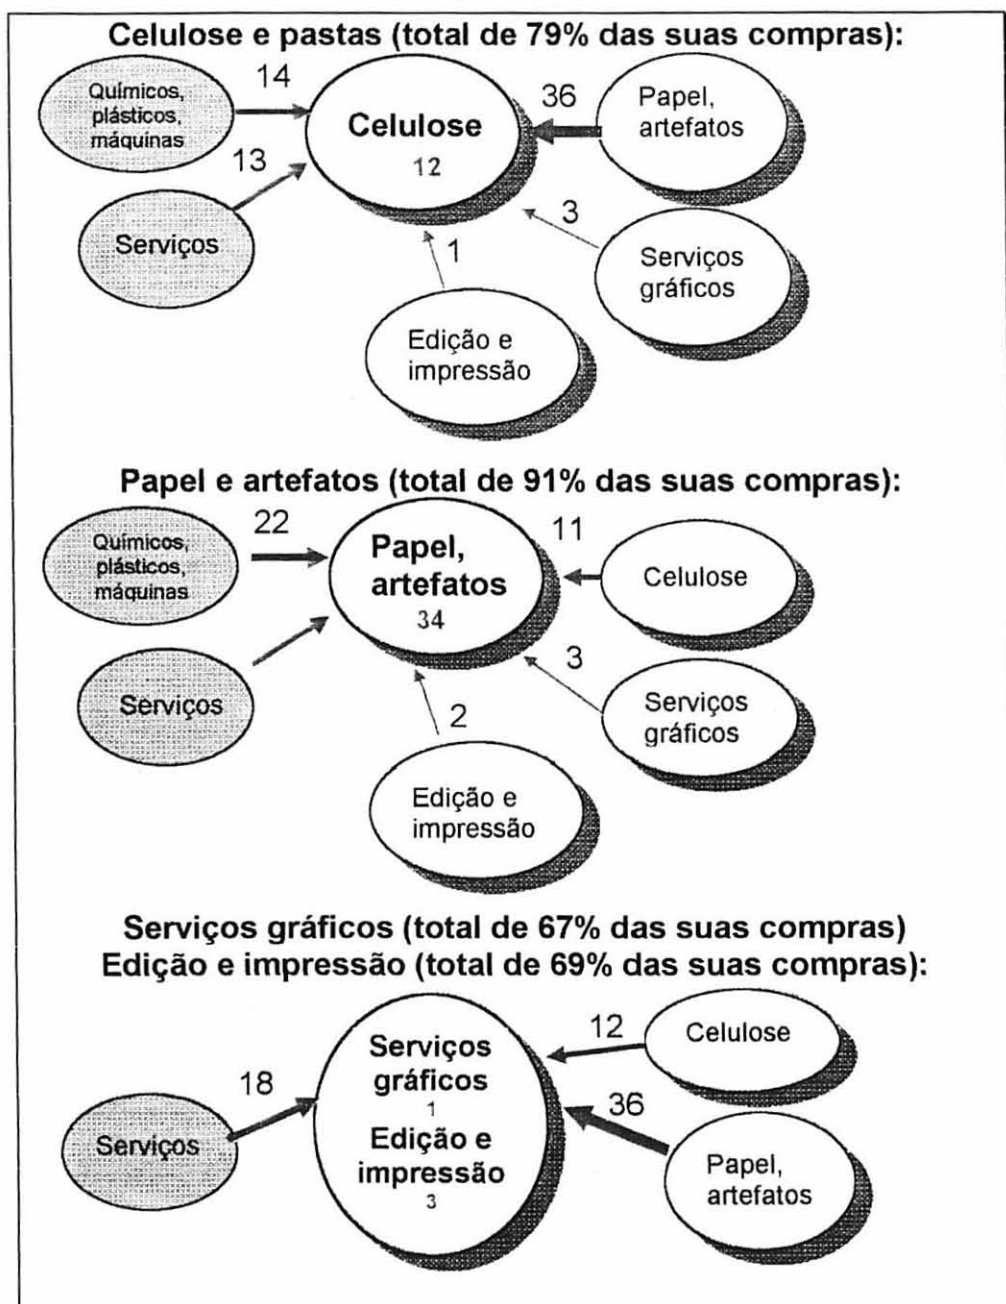 Celulose e pastas (total de 79% das suas compras):
Químicos,
plásticos,
máquinas
14
Celulose
12
36
Papel,
artefatos
13
Serviços
3
Serviços
gráficos
1
Edição e
impressão
Papel e artefatos (total de 91% das suas compras):
Químicos,
plásticos,
máquinas
22
Papel,
artefatos
34
11
Celulose
Serviços
3
Serviços
gráficos
2
Edição e
impressão
Serviços gráficos (total de 67% das suas compras)
Edição e impressão (total de 69% das suas compras):
Serviços
gráficos
1
Edição e
impressão
3
12
Celulose
18
Serviços
36
Papel,
artefatos